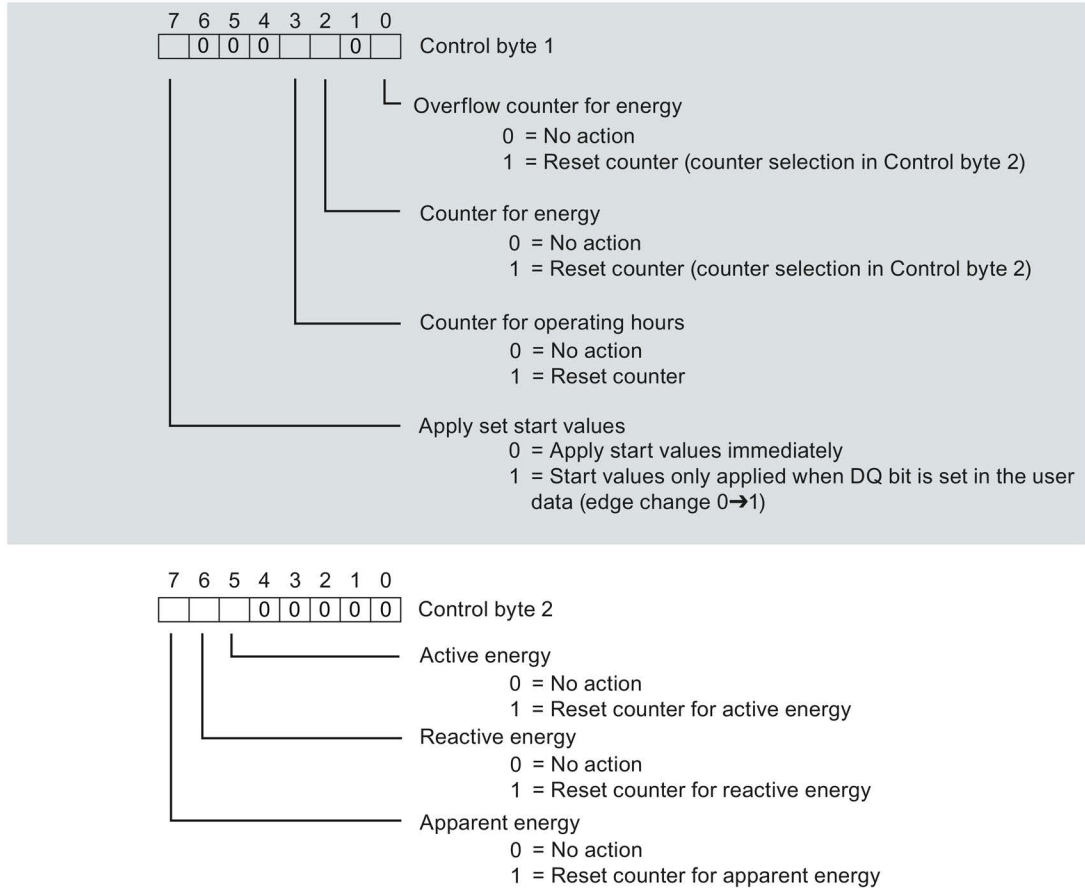 7 6 5 4 3 2 1 0
0 0 0 0 Control byte 1
Overflow counter for energy
0 = No action
1 = Reset counter (counter selection in Control byte 2)
Counter for energy
0 = No action
1 = Reset counter (counter selection in Control byte 2)
Counter for operating hours
0 = No action
1 = Reset counter
Apply set start values
0 = Apply start values immediately
1 = Start values only applied when DQ bit is set in the user
data (edge change 0➔1)
7 6 5 4 3 2 1 0
0 0 0 0 0 Control byte 2
Active energy
0 = No action
1 = Reset counter for active energy
Reactive energy
0 = No action
1 = Reset counter for reactive energy
Apparent energy
0 = No action
1 = Reset counter for apparent energy